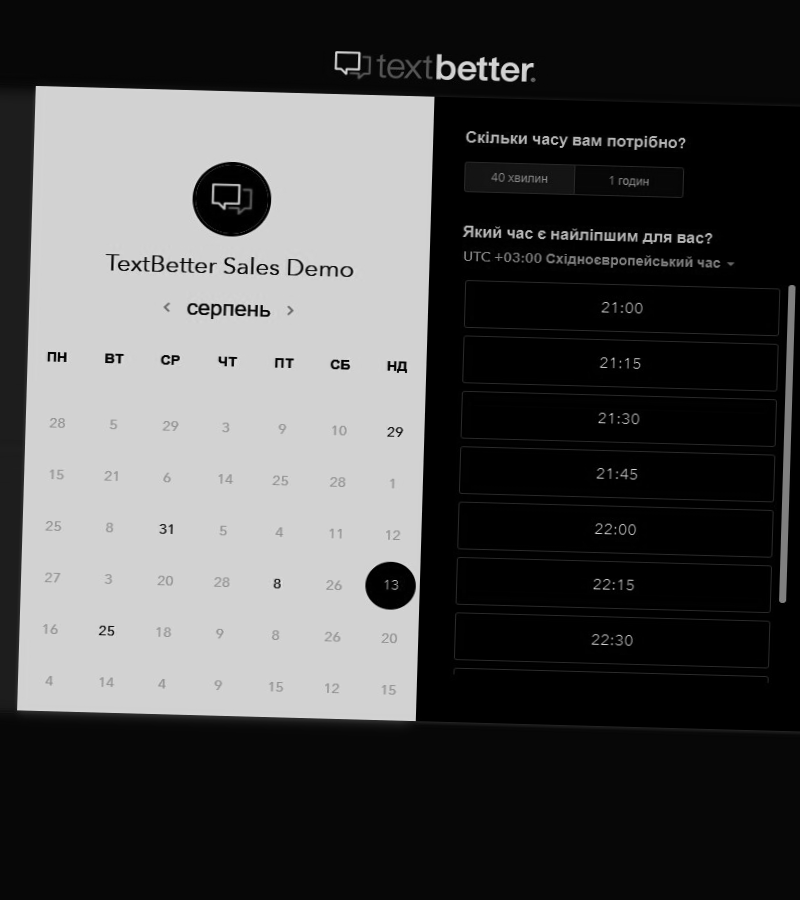 textbetter.
TextBetter Sales Demo
серпень
ПН ВТ СР ЧТ ПТ СБ НД
28 5 29 3 9 10 29
15 21 6 14 25 28 1
25 8 31 5 4 11 12
27 3 20 28 8 26 13
16 25 18 9 8 26 20
4 14 4 9 15 12 15
Скільки часу вам потрібно?
40 хвилин 1 годин
Який час є найліпшим для вас?
UTC +03:00 Східноєвропейський час
21:00
21:15
21:30
21:45
22:00
22:15
22:30